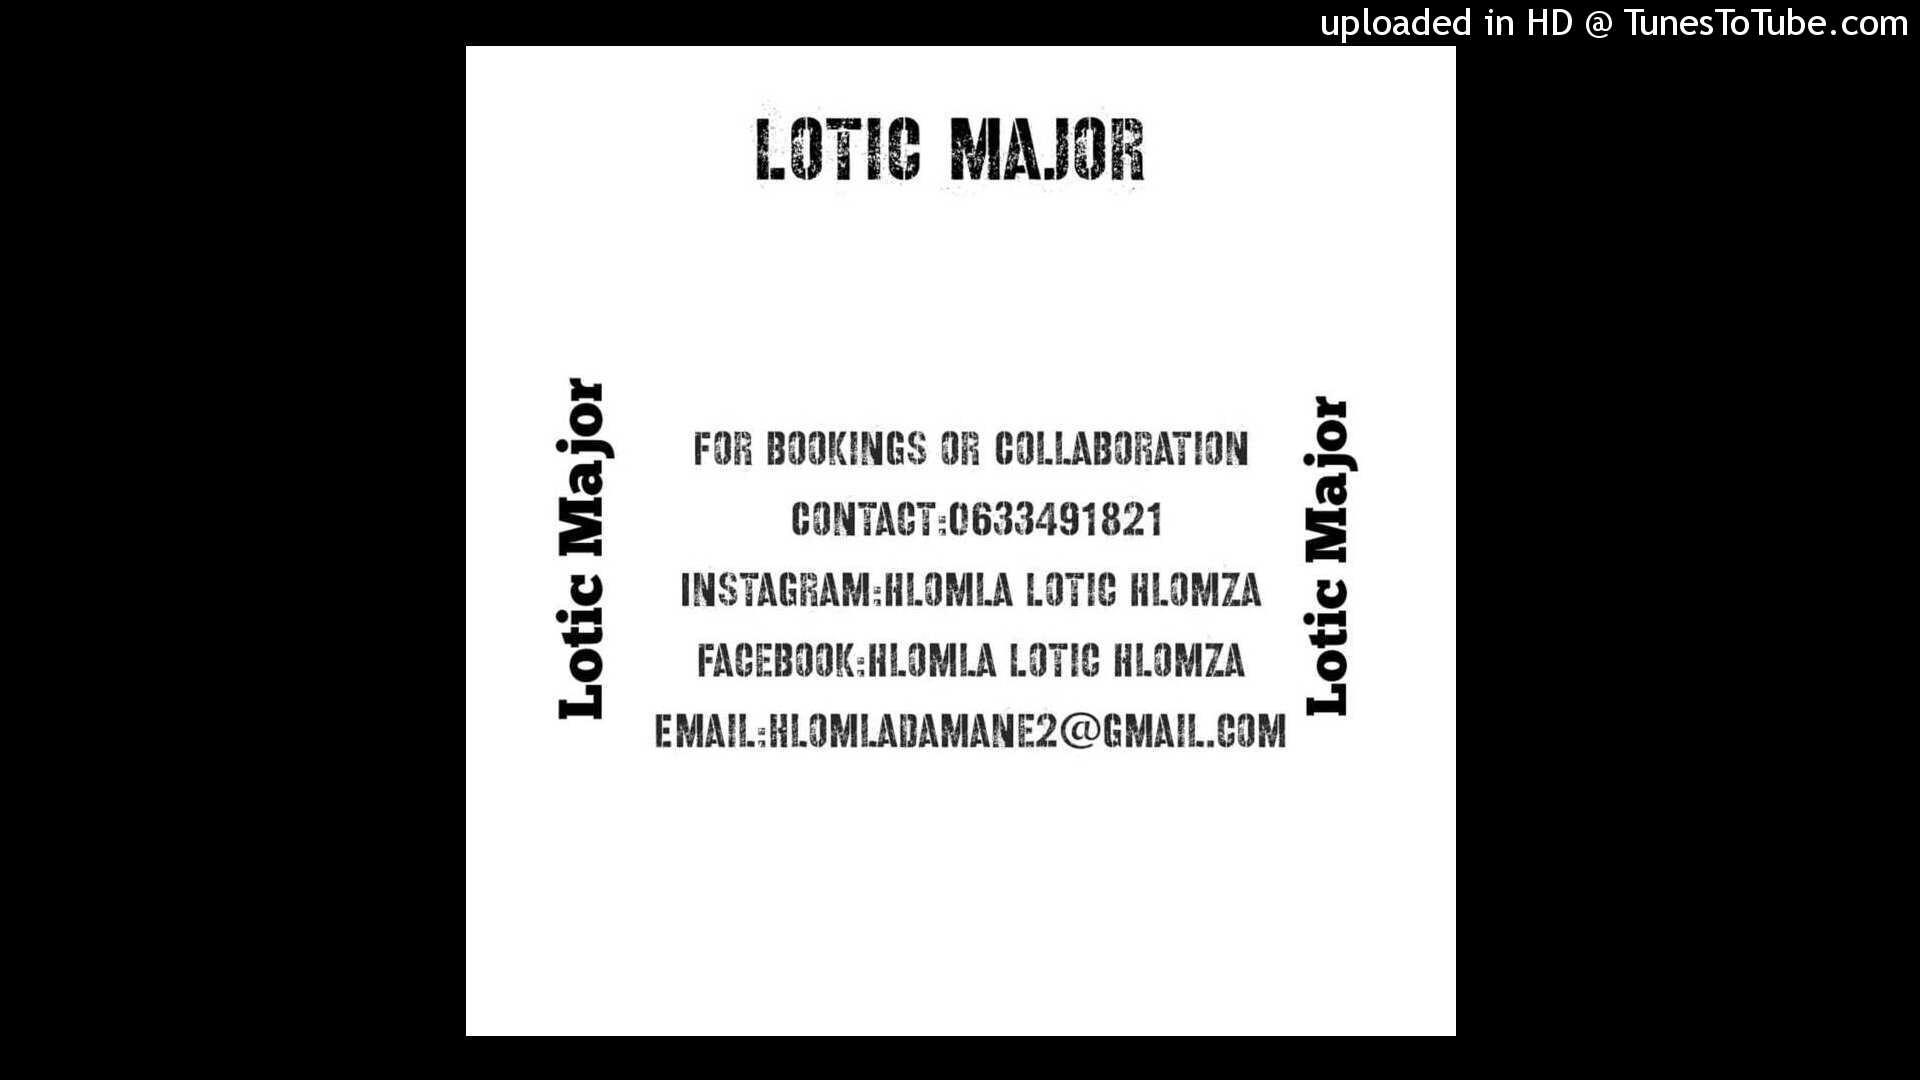 uploaded in HD @ TunesToTube.com
LOTIC MAJOR
Lotic Major
FOR BOOKINGS OR COLLABORATION
CONTACT:0633491821
INSTAGRAM:HLOMLA LOTIC HLOMZA
FACEBOOK:HLOMLA LOTIC HLOMZA
EMAIL:HLOMLADAMANE2@GMAIL.COM
Lotic Major